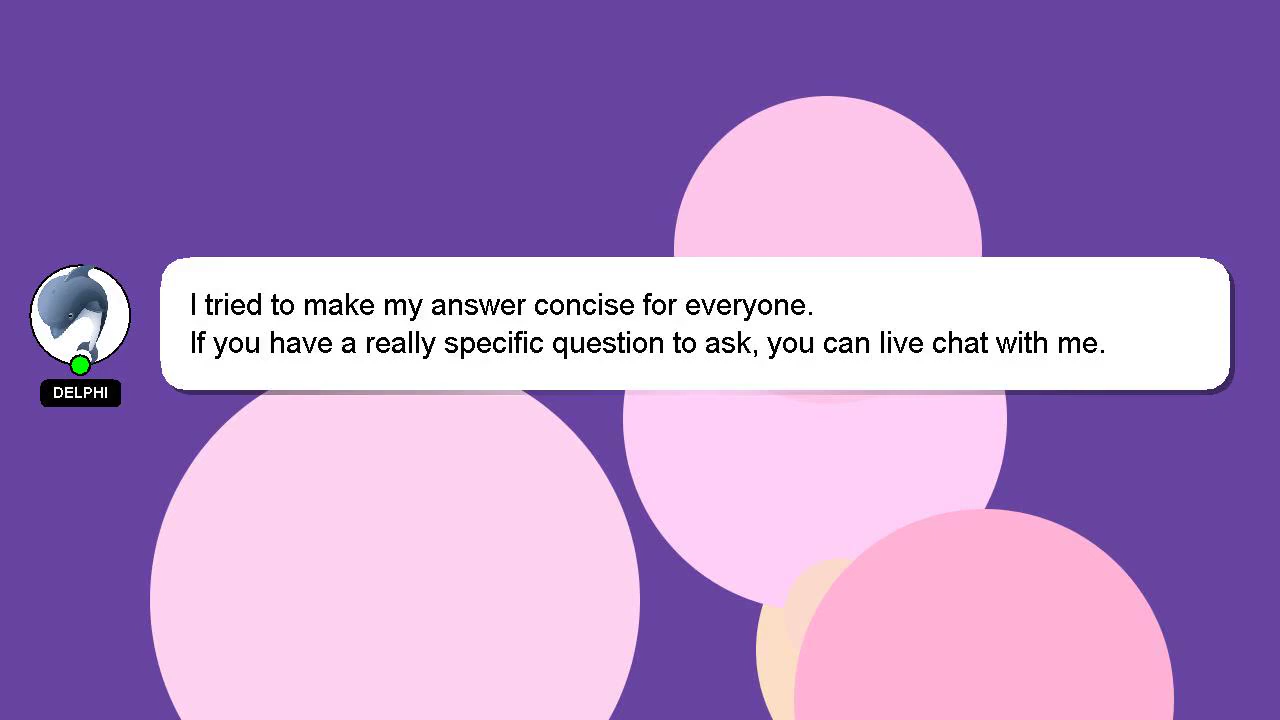 I tried to make my answer concise for everyone.
If you have a really specific question to ask, you can live chat with me.
DELPHI